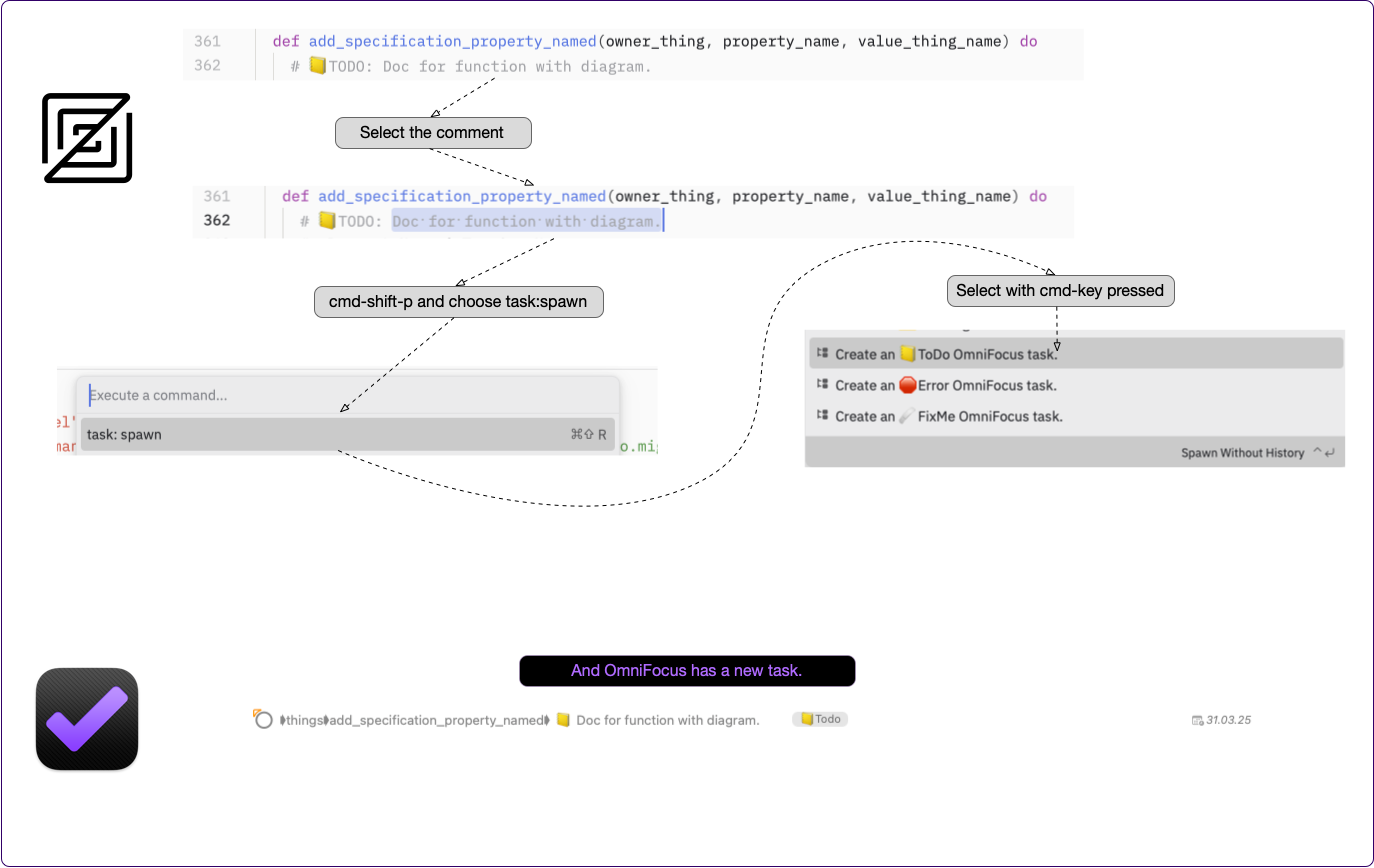 361 def add_specification_property_named(owner_thing, property_name, value_thing_name) do
362 # 📒TODO: Doc for function with diagram.
Select the comment
361 def add_specification_property_named(owner_thing, property_name, value_thing_name) do
362 # 📒TODO: Doc for function with diagram.
cmd-shift-p and choose task:spawn
Select with cmd-key pressed
Create an 📒ToDo OmniFocus task.
Create an 🛑Error OmniFocus task.
Create an FixMe OmniFocus task.
Spawn Without History ^↵
Execute a command...
el'
task: spawn ⌘⇧ R
mar
o.mig
And OmniFocus has a new task.
➧things➧add_specification_property_named➧ 📒 Doc for function with diagram. 📒Todo 31.03.25